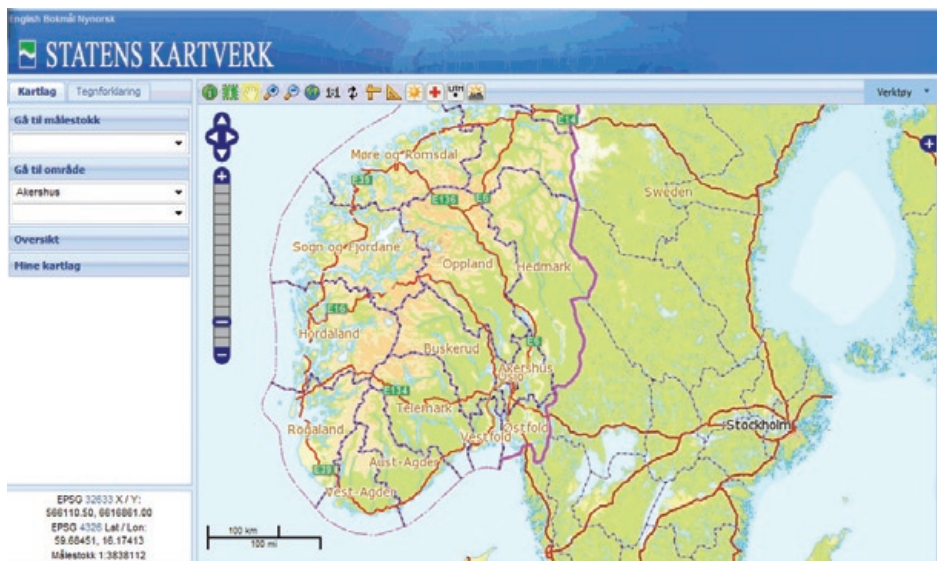 English Bokmål Nynorsk
STATENS KARTVERK
Kartlag Tegnforklaring
Gå til målestokk
Gå til område
Akershus
Oversikt
Mine kartlag
EPSG 32633 X / Y:
566110.50, 6616861.00
EPSG 4326 Lat / Lon:
59.68451, 16.17413
Målestokk 1:3838112
1:1
UTM
Verktøy
E14
Møre og Romsdal
E39
E136
E6
Sweden
Sogn og Fjordane
Oppland
Hedmark
E16
Hordaland
Buskerud
E6
Akershus
Oslo
E134
Telemark
Stockholm
Rogaland
Vestfold
Østfold
E39
Aust-Agder
Vest-Agder
100 km
100 mi